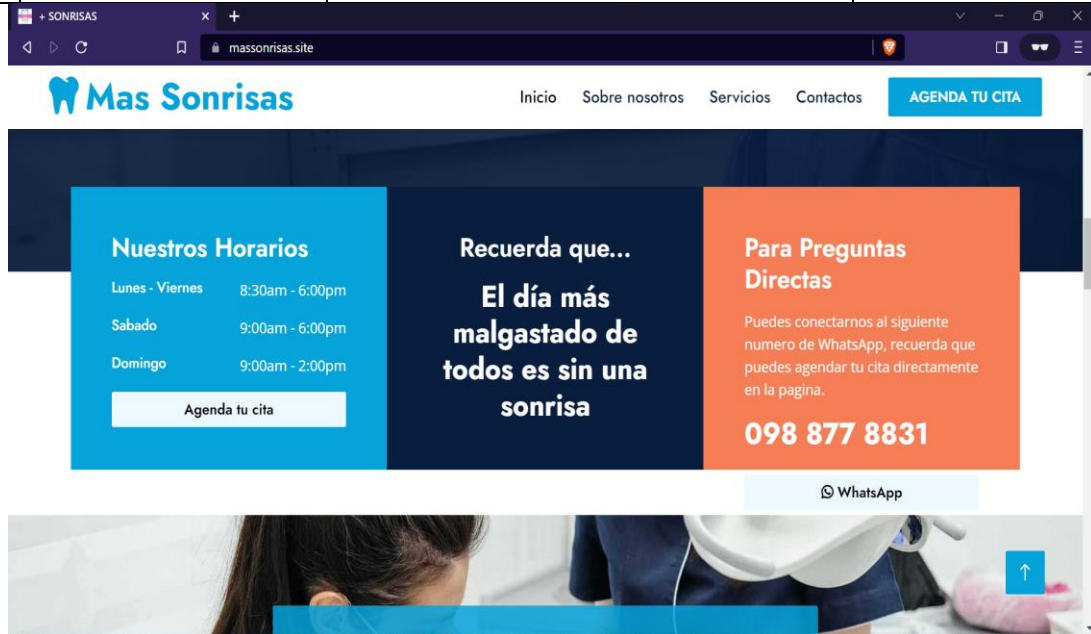 + SONRISAS
massonrisas.site
Mas Sonrisas
Inicio Sobre nosotros Servicios Contactos AGENDA TU CITA
Nuestros Horarios
Lunes - Viernes 8:30am - 6:00pm
Sabado 9:00am - 6:00pm
Domingo 9:00am - 2:00pm
Agenda tu cita
Recuerda que...
El día más
malgastado de
todos es sin una
sonrisa
Para Preguntas
Directas
Puedes conectarnos al siguiente
numero de WhatsApp, recuerda que
puedes agendar tu cita directamente
en la pagina.
098 877 8831
WhatsApp